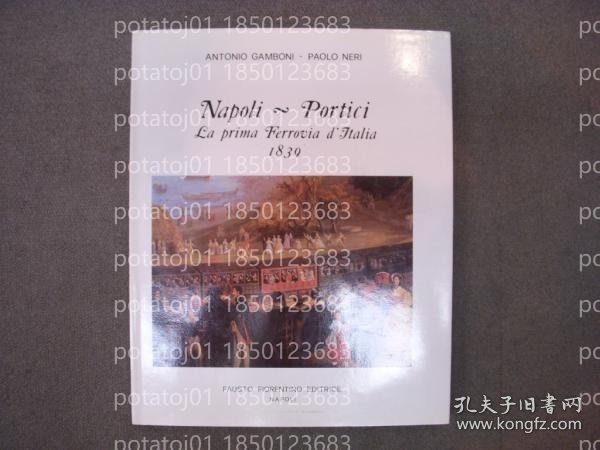 ANTONIO GAMBONI - PAOLO NERI
Napoli ~ Portici
La prima Ferrovia d'Italia
1839
FAUSTO FIORENTINO EDITRICE
NAPOLI
potatoj01 1850123683
孔夫子旧书网
www.kongfz.com